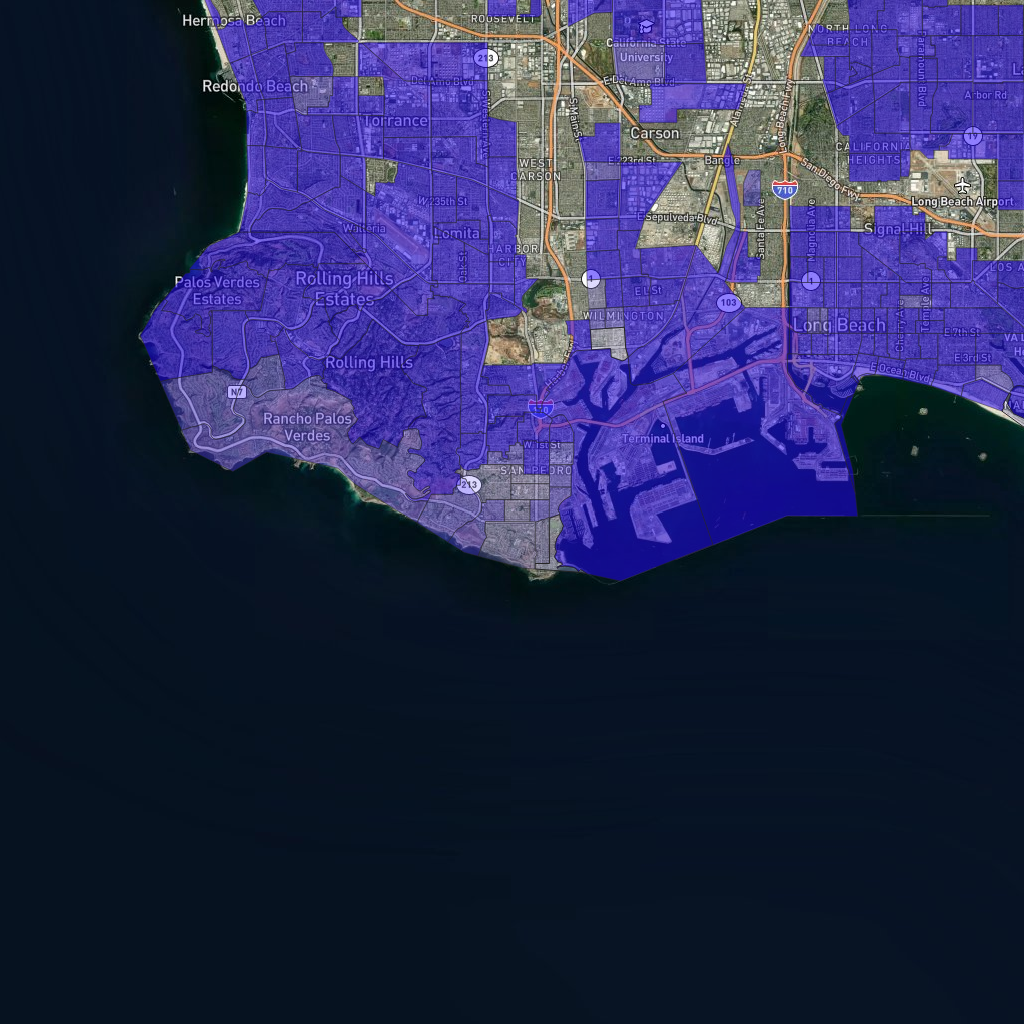 Hermosa Beach
ROOSEVELT
213
California State
University
NORTH LONG
BEACH
Redondo Beach
Del Amo Blvd
E Del Amo Blvd
Alameda St
Long Beach Fwy
Paramount Blvd
Arbor Rd
Torrance
S Main St
Carson
E 223rd St
Bangle
CALIFORNIA
HEIGHTS
WEST
CARSON
San Diego Fwy
710
Long Beach Airport
W 235th St
Walteria
Lomita
E Sepulveda Blvd
Santa Fe Ave
Magnolia Ave
Signal Hill
HARBOR
CITY
Oak St
Palos Verdes
Estates
Rolling Hills
Estates
1
1
LOS A
E L St
103
WILMINGTON
Long Beach
Cherry Ave
Temple Ave
E 7th St
E 3rd St
E Ocean Blvd
Rolling Hills
N7
110
Rancho Palos
Verdes
W 1st St
Terminal Island
SAN PEDRO
213